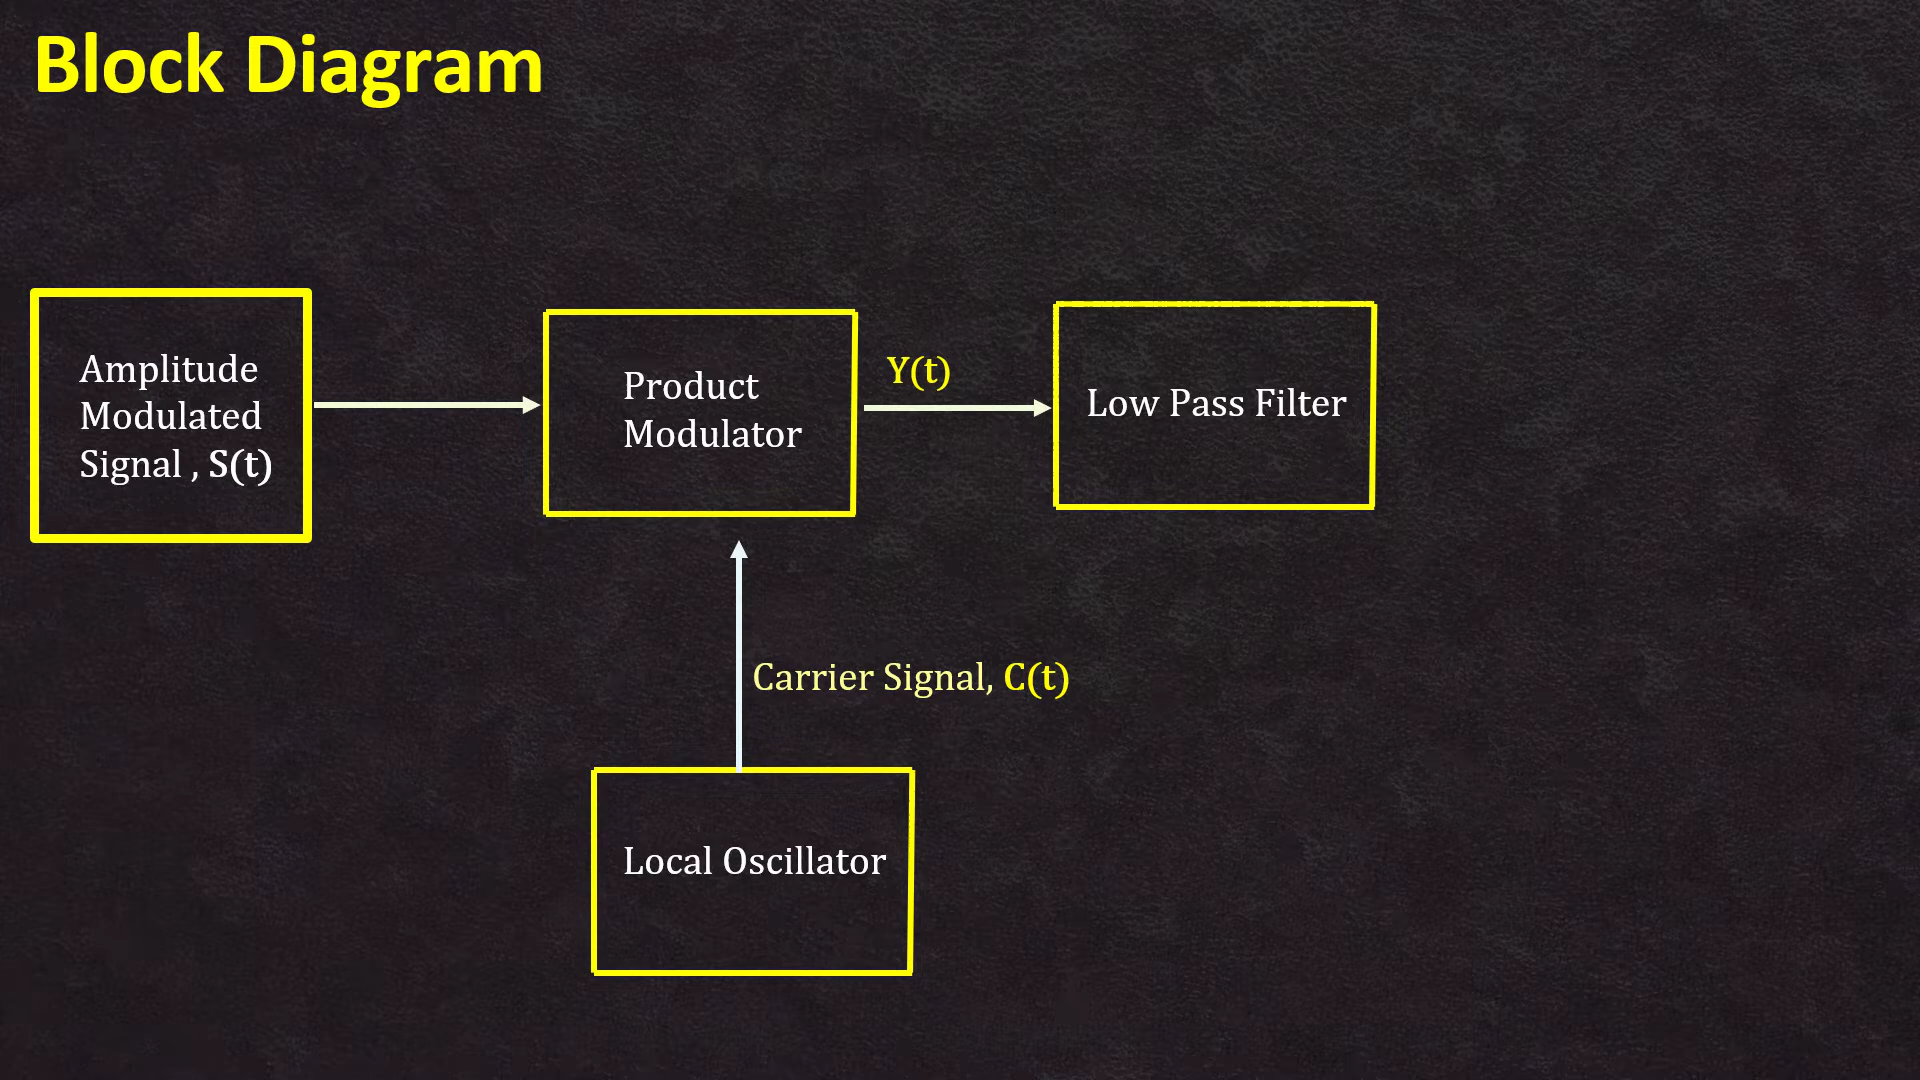 Block Diagram
Amplitude
Modulated
Signal , S(t)
Product
Modulator
Y(t)
Low Pass Filter
Carrier Signal, C(t)
Local Oscillator